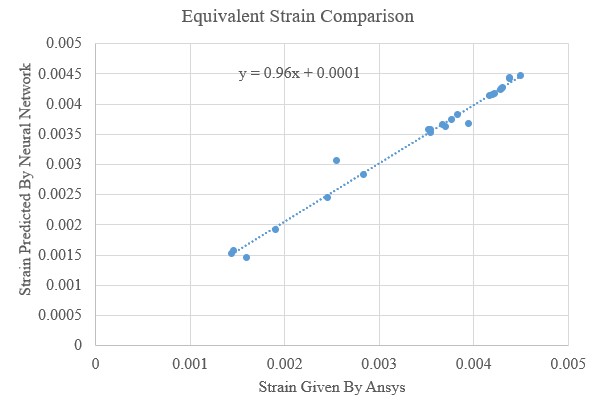 Equivalent Strain Comparison
0.005
y = 0.96x + 0.0001
0.0045
0.004
0.0035
0.003
0.0025
0.002
0.0015
0.001
0.0005
0
Strain Predicted By Neural Network
0 0.001 0.002 0.003 0.004 0.005
Strain Given By Ansys